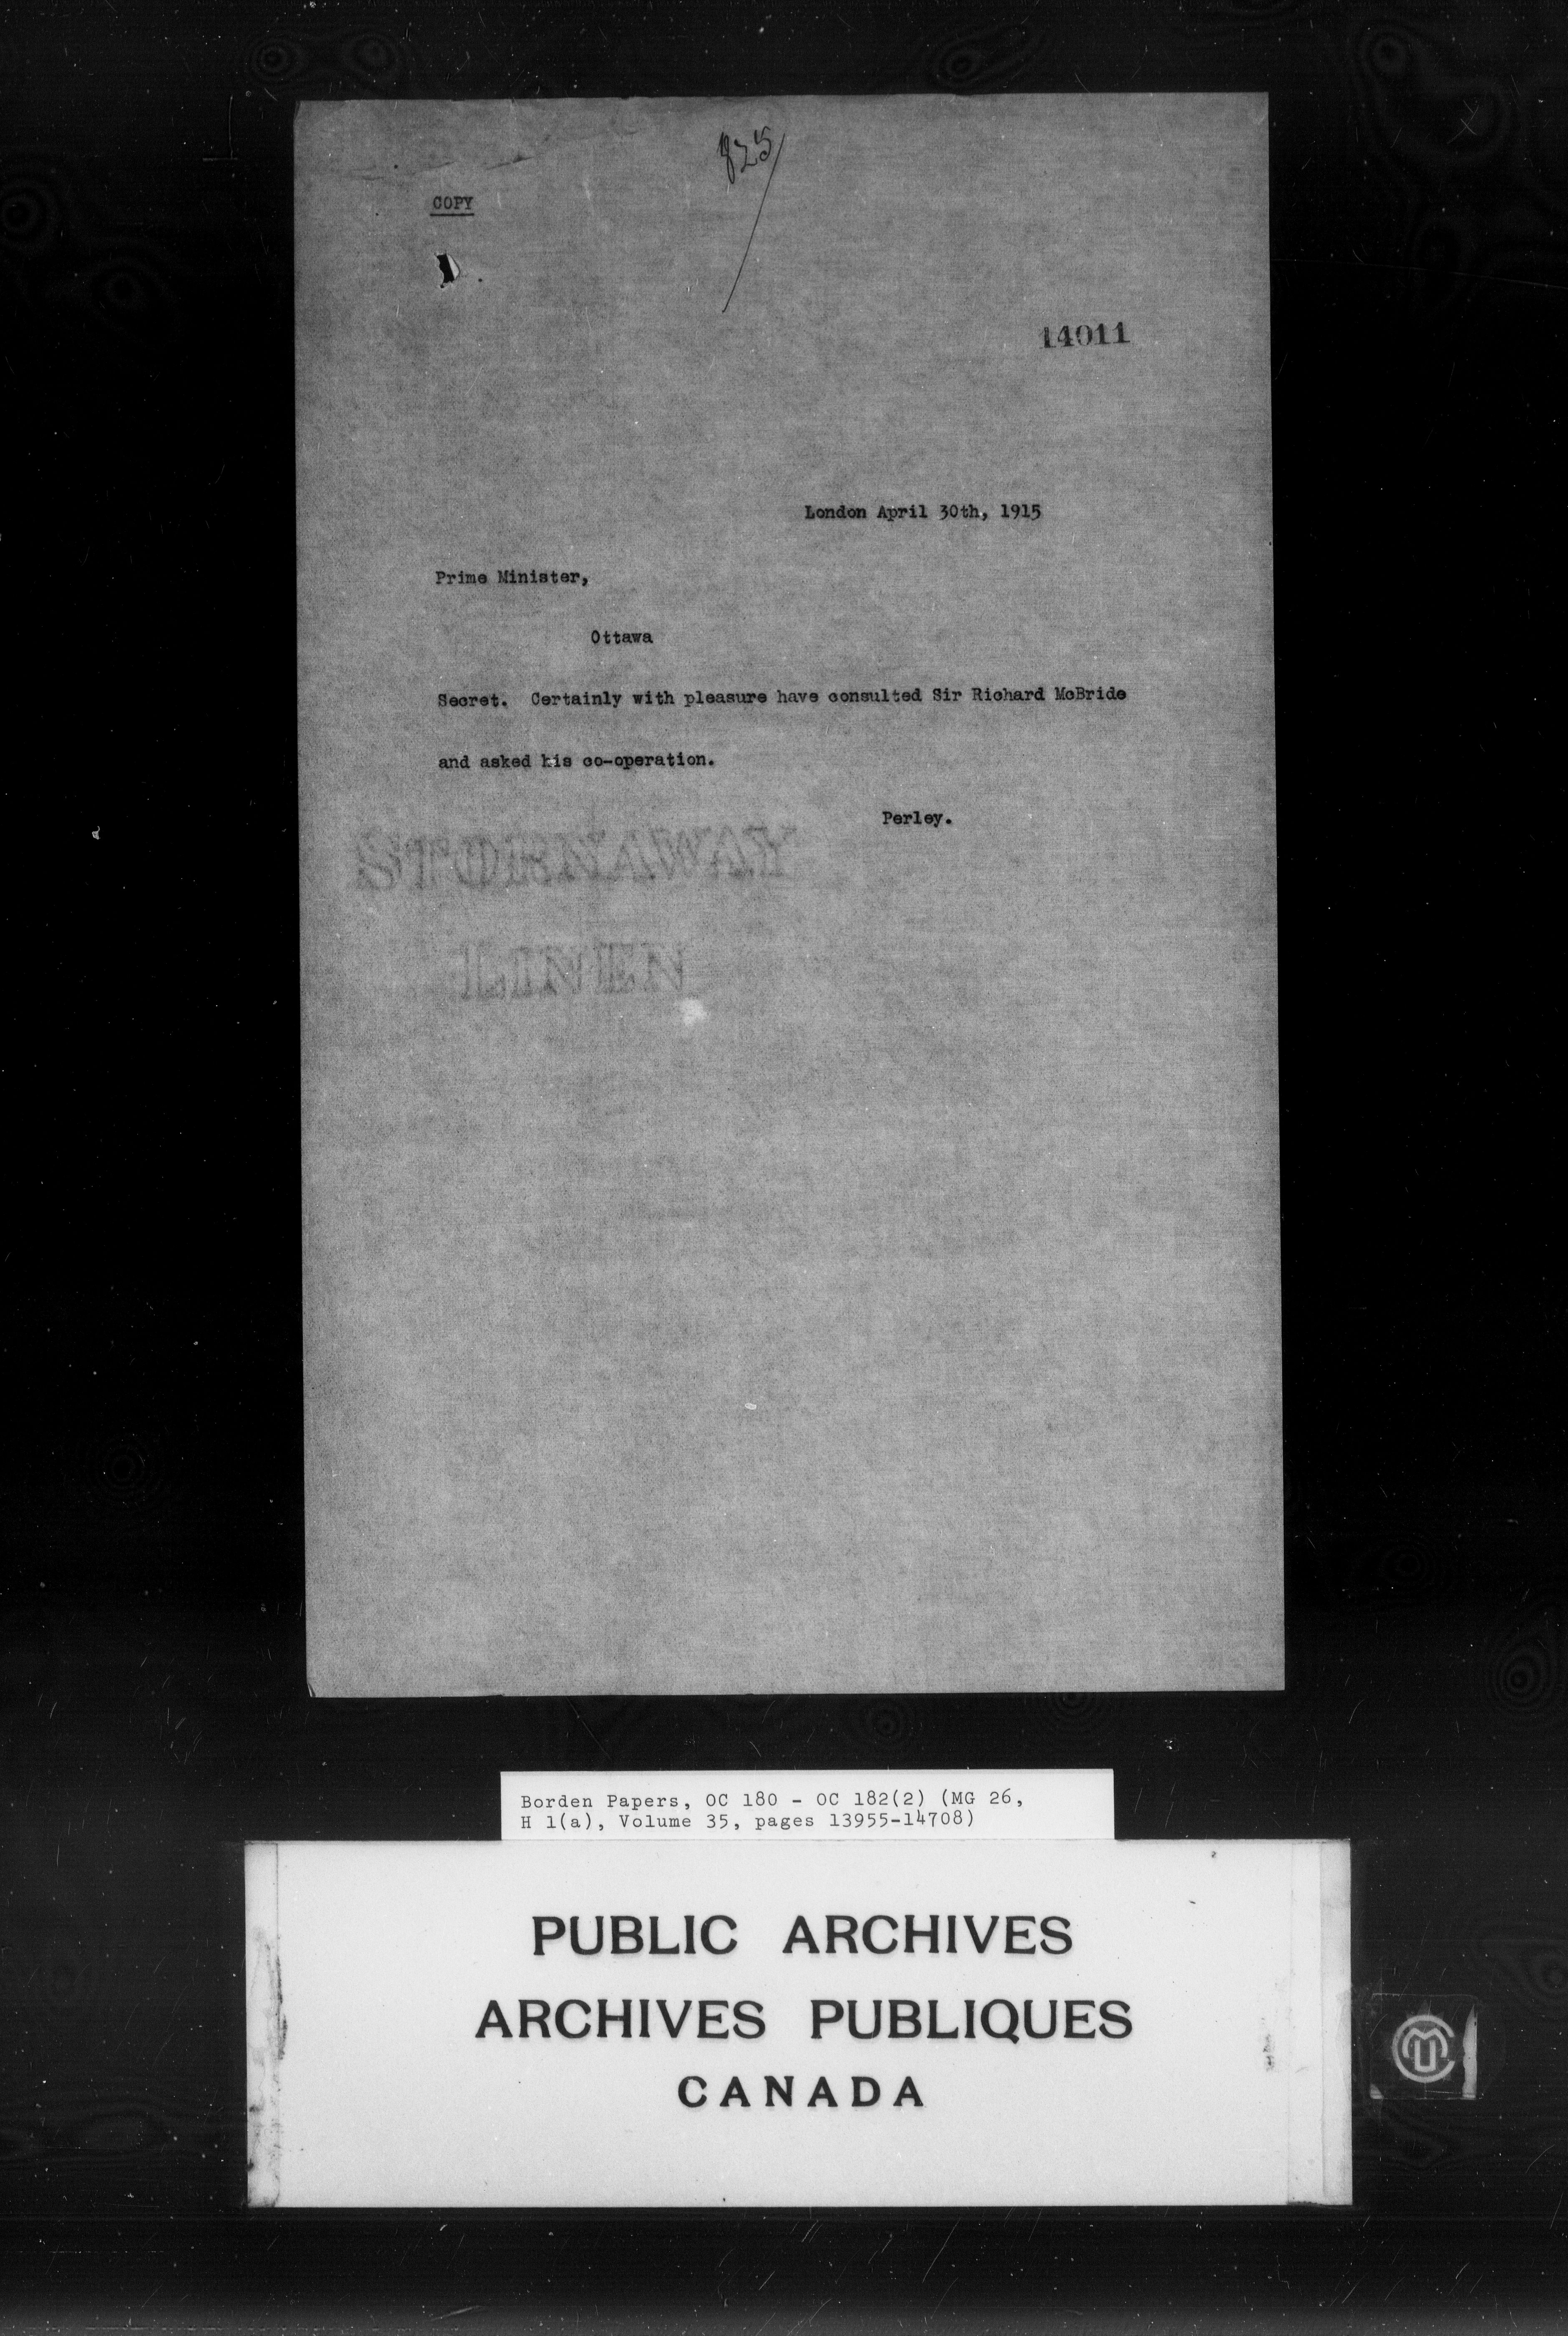 825
COPY
14011
London April 30th, 1915
Prime Minister,
Ottawa
Secret. Certainly with pleasure have consulted Sir Richard McBride
and asked his co-operation.
Perley.
STORNAWAY
LINEN
Borden Papers, OC 180 - OC 182(2) (MG 26,
H 1(a), Volume 35, pages 13955-14708)
PUBLIC ARCHIVES
ARCHIVES PUBLIQUES
CANADA